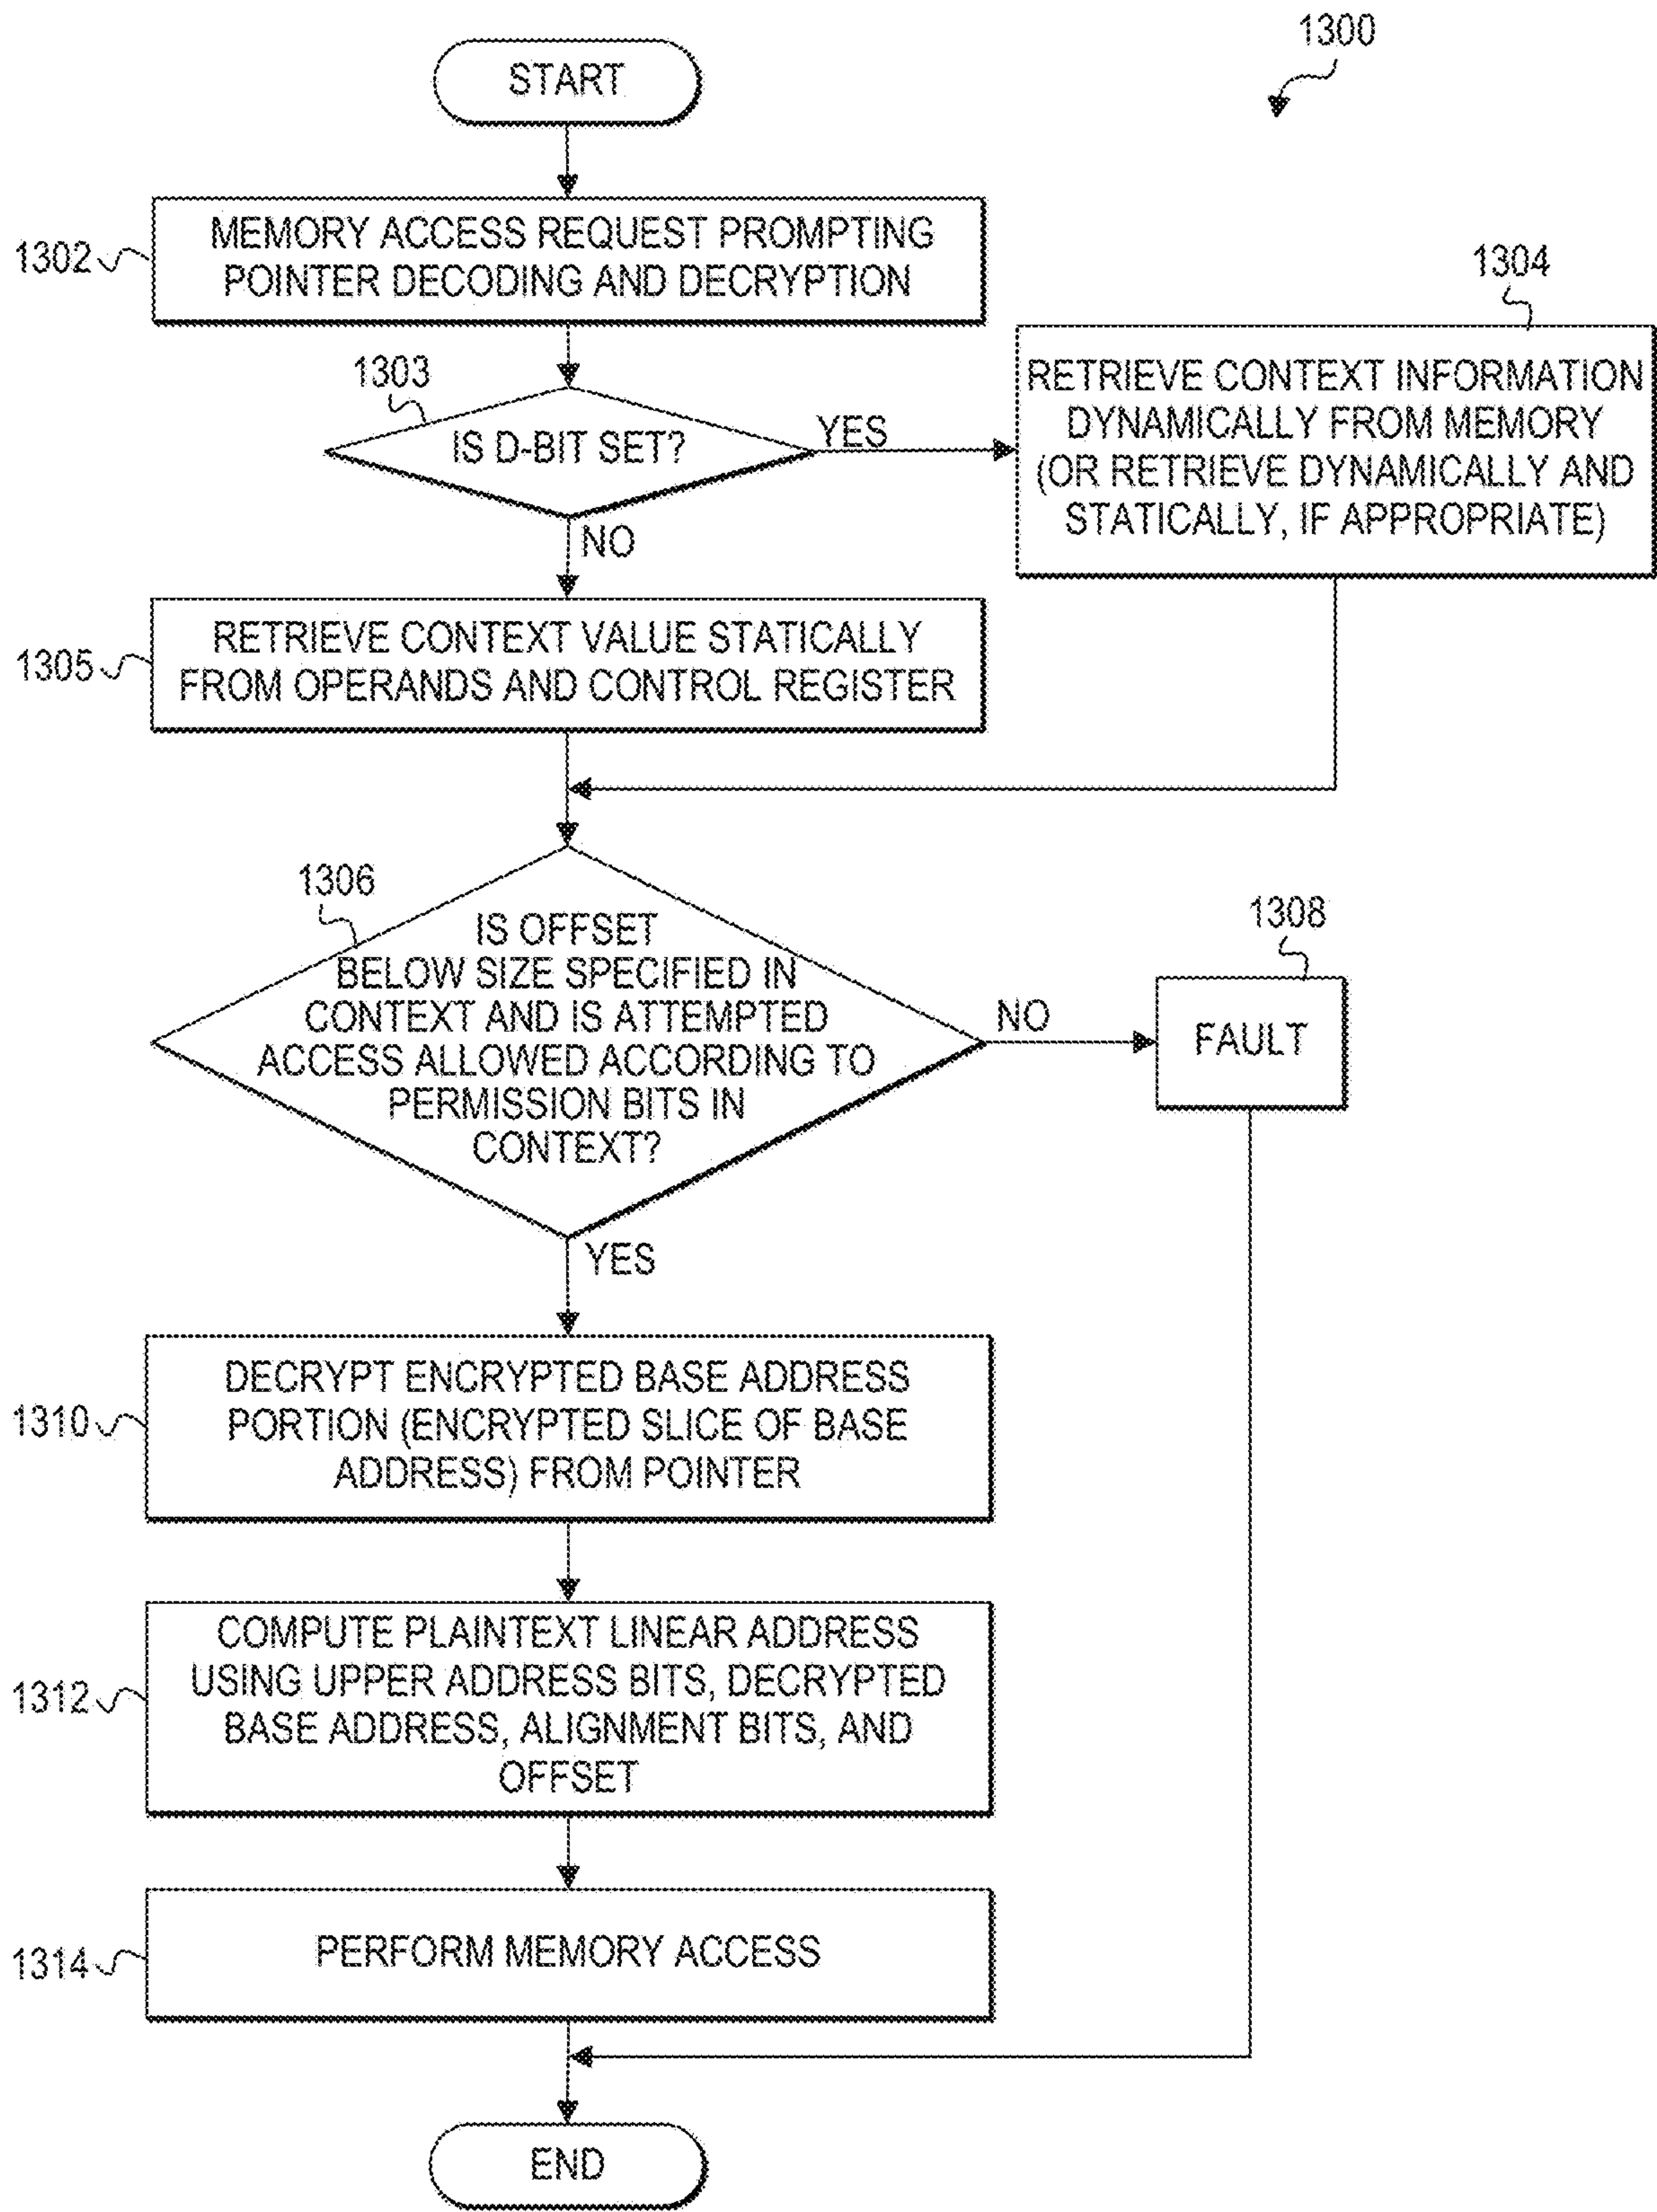 1300
START
1302
MEMORY ACCESS REQUEST PROMPTING
POINTER DECODING AND DECRYPTION
1304
RETRIEVE CONTEXT INFORMATION
DYNAMICALLY FROM MEMORY
(OR RETRIEVE DYNAMICALLY AND
STATICALLY, IF APPROPRIATE)
1303
IS D-BIT SET?
YES
NO
1305
RETRIEVE CONTEXT VALUE STATICALLY
FROM OPERANDS AND CONTROL REGISTER
1306
IS OFFSET
BELOW SIZE SPECIFIED IN
CONTEXT AND IS ATTEMPTED
ACCESS ALLOWED ACCORDING TO
PERMISSION BITS IN
CONTEXT?
NO
1308
FAULT
YES
1310
DECRYPT ENCRYPTED BASE ADDRESS
PORTION (ENCRYPTED SLICE OF BASE
ADDRESS) FROM POINTER
1312
COMPUTE PLAINTEXT LINEAR ADDRESS
USING UPPER ADDRESS BITS, DECRYPTED
BASE ADDRESS, ALIGNMENT BITS, AND
OFFSET
1314
PERFORM MEMORY ACCESS
END